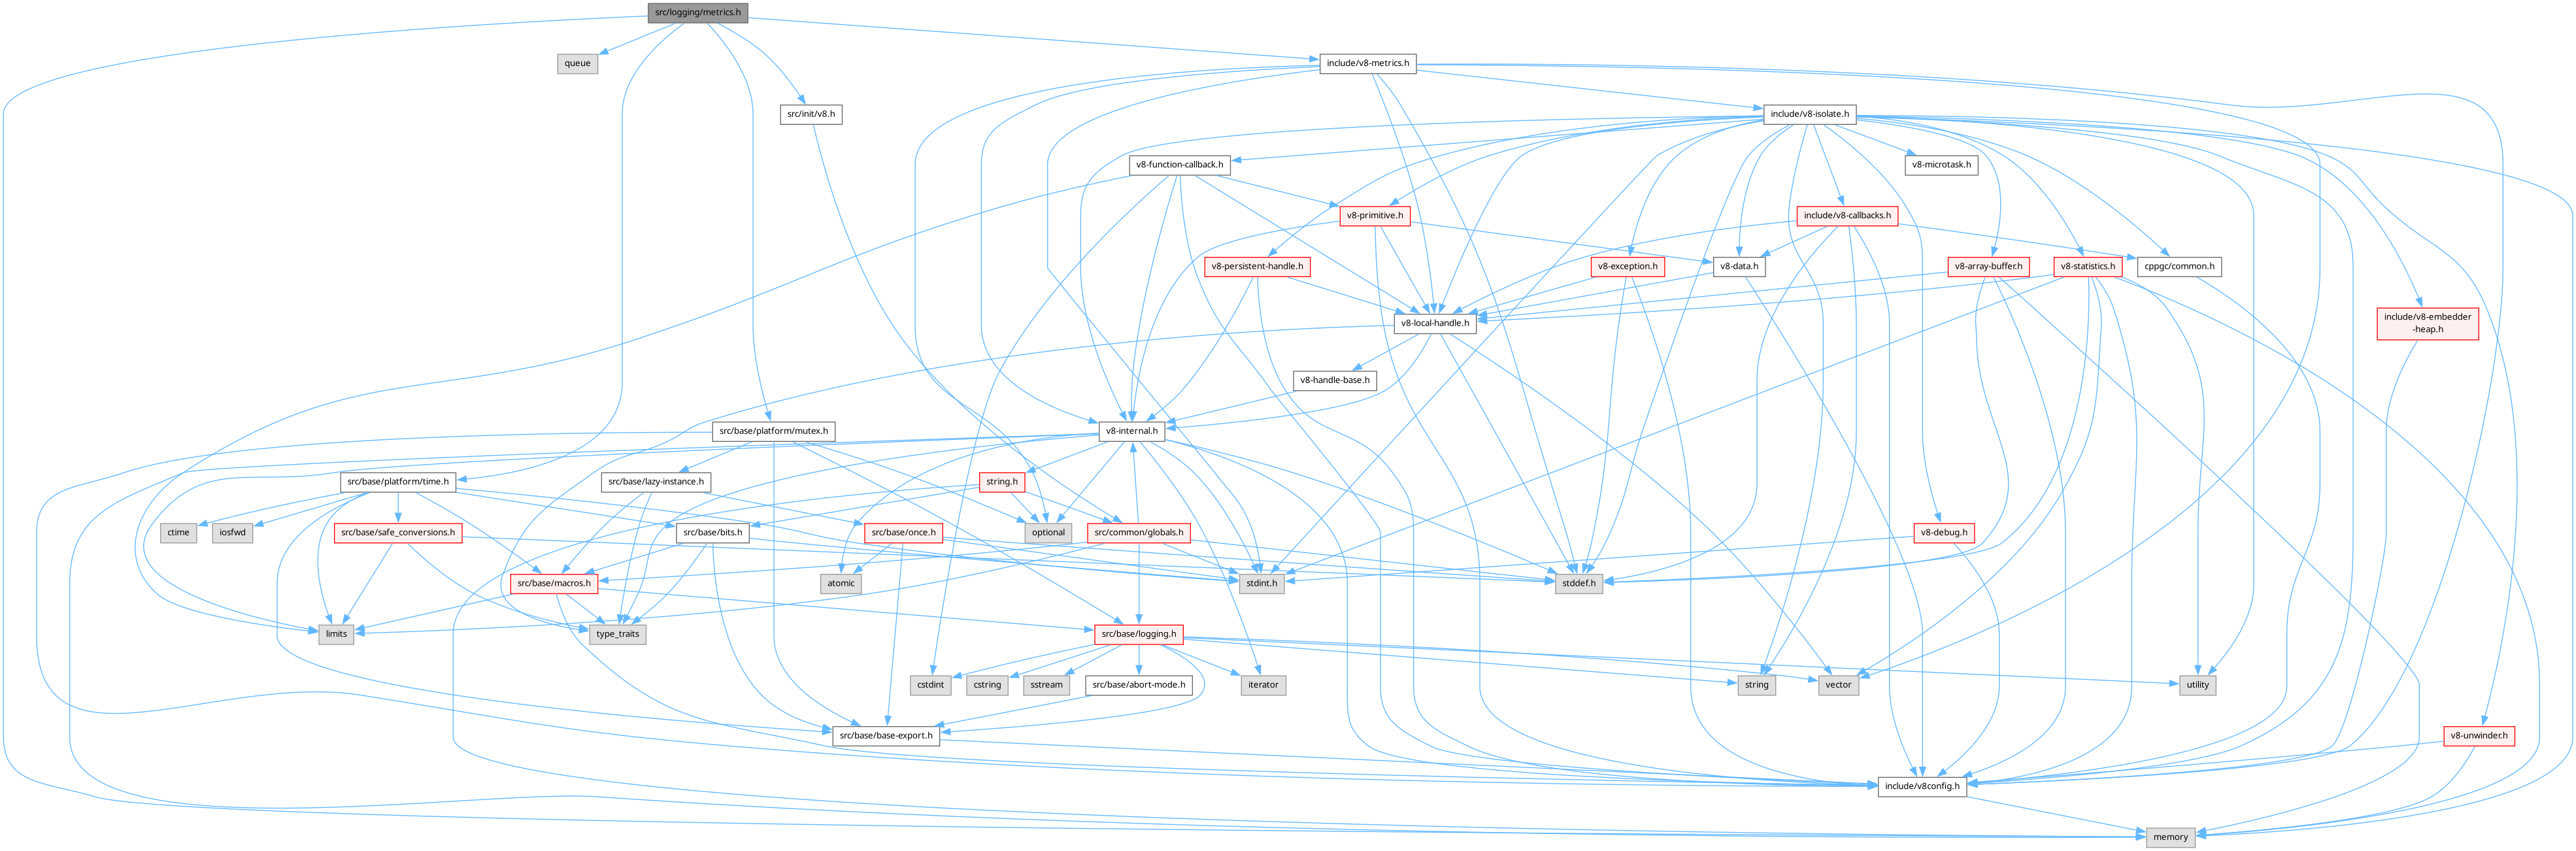 src/logging/metrics.h
queue
include/v8-metrics.h
src/init/v8.h
include/v8-isolate.h
v8-function-callback.h
v8-microtask.h
v8-primitive.h
include/v8-callbacks.h
v8-persistent-handle.h
v8-exception.h
v8-data.h
v8-array-buffer.h
v8-statistics.h
cppgc/common.h
v8-local-handle.h
include/v8-embedder
-heap.h
v8-handle-base.h
src/base/platform/mutex.h
v8-internal.h
src/base/platform/time.h
src/base/lazy-instance.h
string.h
ctime
iosfwd
src/base/safe_conversions.h
src/base/bits.h
src/base/once.h
optional
src/common/globals.h
v8-debug.h
src/base/macros.h
atomic
stdint.h
stddef.h
limits
type_traits
src/base/logging.h
cstdint
cstring
sstream
src/base/abort-mode.h
iterator
string
vector
utility
src/base/base-export.h
v8-unwinder.h
include/v8config.h
memory